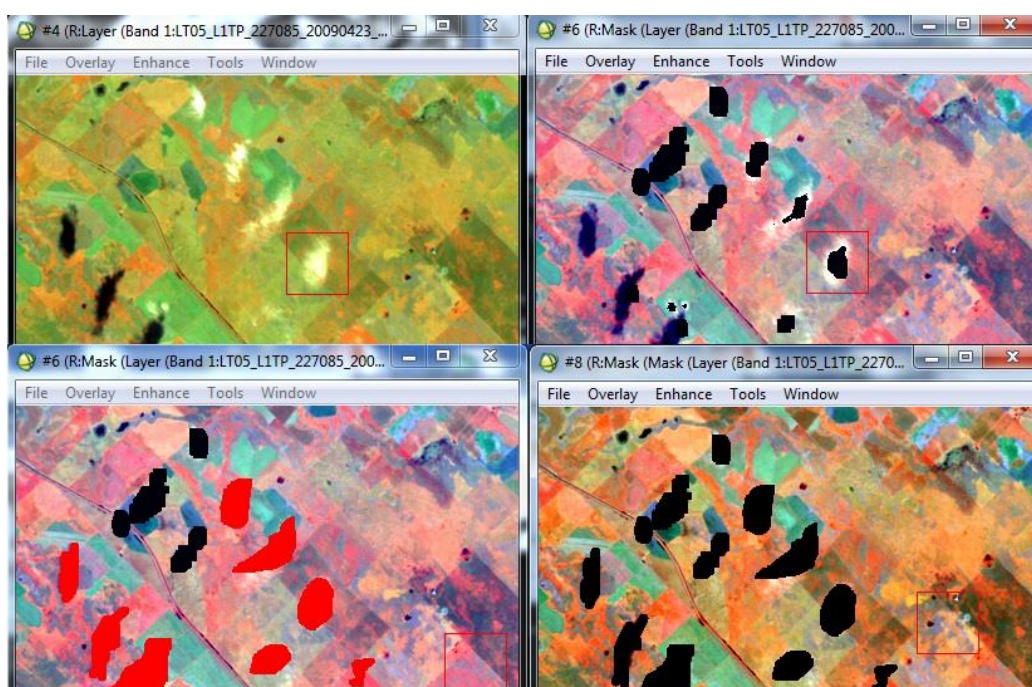 #4 (R:Layer (Band 1:LT05_L1TP_227085_20090423_...
File Overlay Enhance Tools Window
#6 (R:Mask (Layer (Band 1:LT05_L1TP_227085_200...
File Overlay Enhance Tools Window
#6 (R:Mask (Layer (Band 1:LT05_L1TP_227085_200...
File Overlay Enhance Tools Window
#8 (R:Mask (Mask (Layer (Band 1:LT05_L1TP_2270...
File Overlay Enhance Tools Window